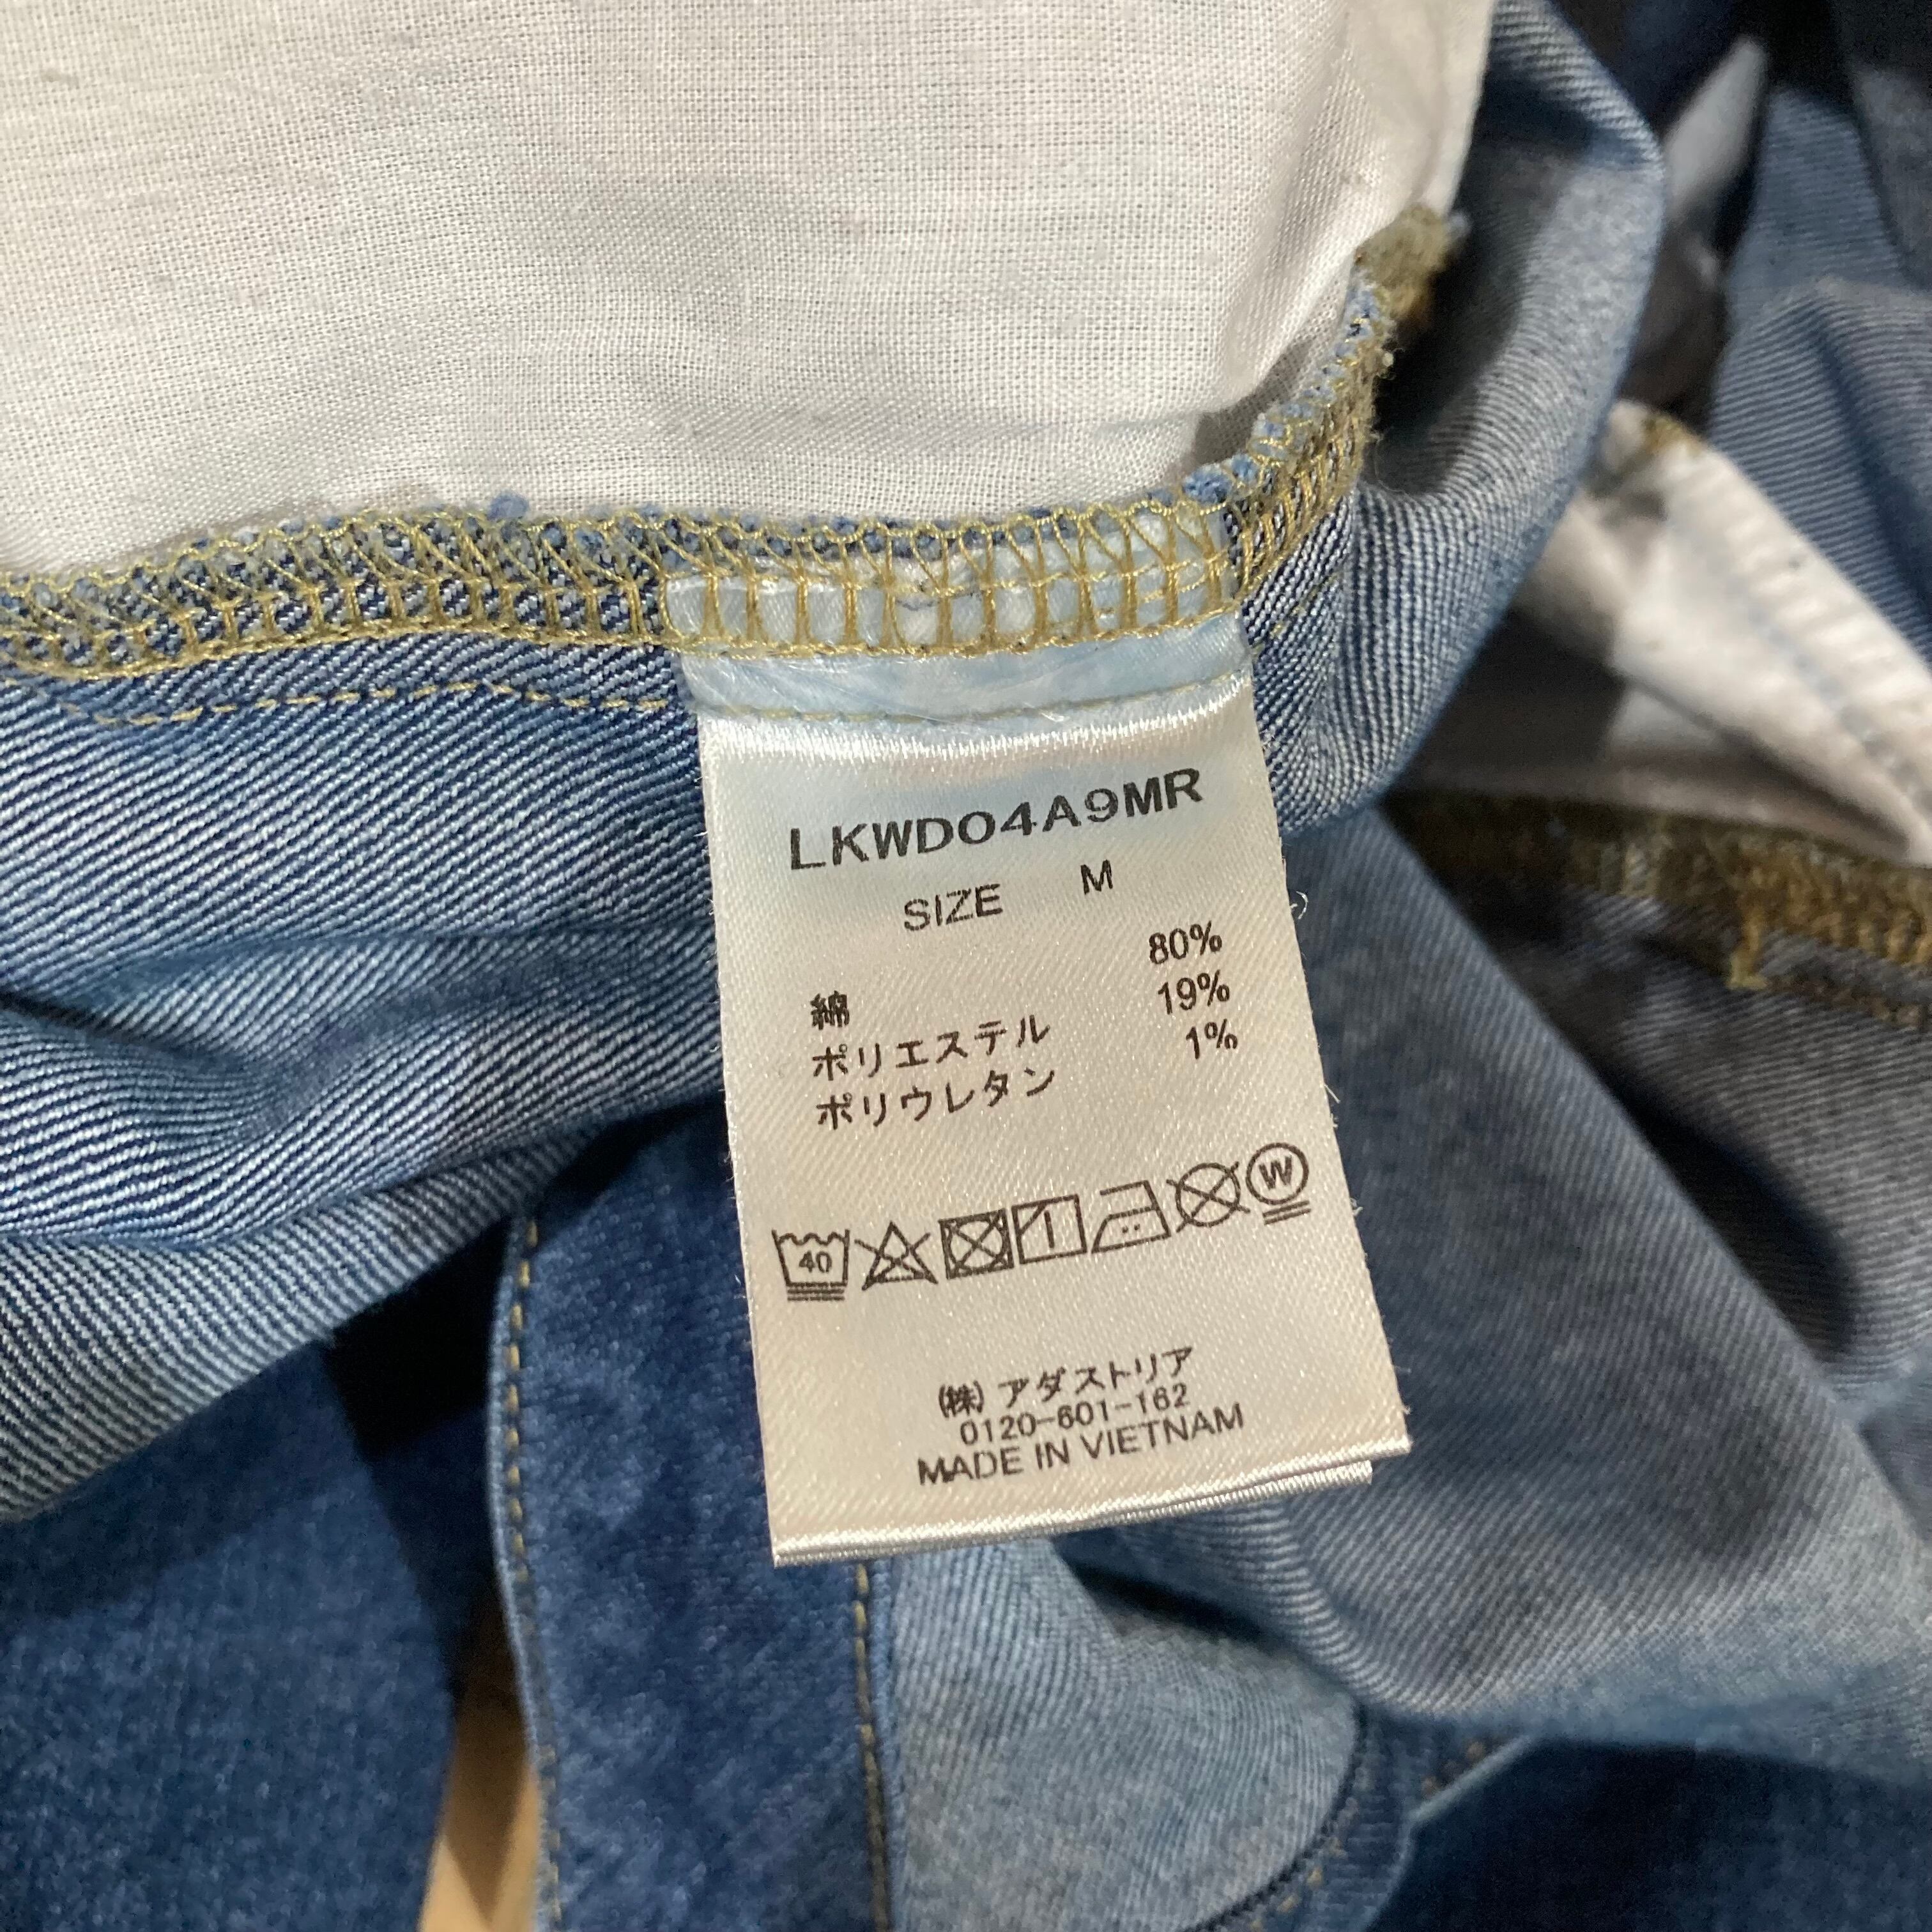 LKWD04A9MR
SIZE M
綿 80%
ポリエステル 19%
ポリウレタン 1%
40
W
(株) アダストリア
0120-601-162
MADE IN VIETNAM